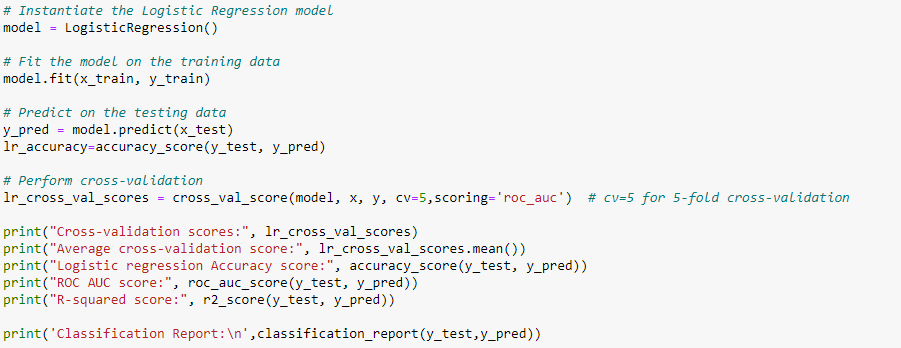 # Instantiate the Logistic Regression model
model = LogisticRegression()
# Fit the model on the training data
model.fit(x_train, y_train)
# Predict on the testing data
y_pred = model.predict(x_test)
lr_accuracy=accuracy_score(y_test, y_pred)
# Perform cross-validation
lr_cross_val_scores = cross_val_score(model, x, y, cv=5,scoring='roc_auc')  # cv=5 for 5-fold cross-validation
print("Cross-validation scores:", lr_cross_val_scores)
print("Average cross-validation score:", lr_cross_val_scores.mean())
print("Logistic regression Accuracy score:", accuracy_score(y_test, y_pred))
print("ROC AUC score:", roc_auc_score(y_test, y_pred))
print("R-squared score:", r2_score(y_test, y_pred))
print('Classification Report:\n',classification_report(y_test,y_pred))